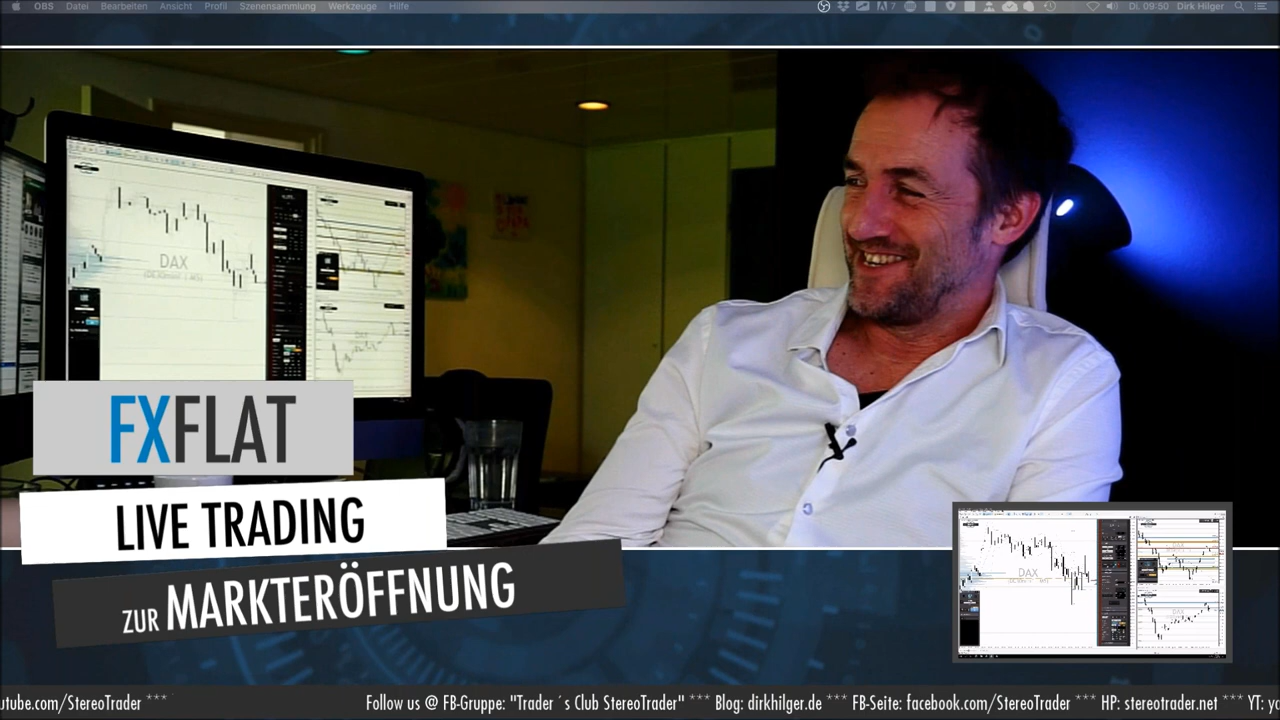 OBS Datei Bearbeiten Ansicht Profil Szenensammlung Werkzeuge Hilfe
7 Di. 09:50 Dirk Hilger
DAX
FXFLAT
LIVE TRADING
ZUR MARKTERÖFFNUNG
DAX
utube.com/StereoTrader *** Follow us @ FB-Gruppe: "Trader´s Club StereoTrader" *** Blog: dirkhilger.de *** FB-Seite: facebook.com/StereoTrader *** HP: stereotrader.net *** YT: yo